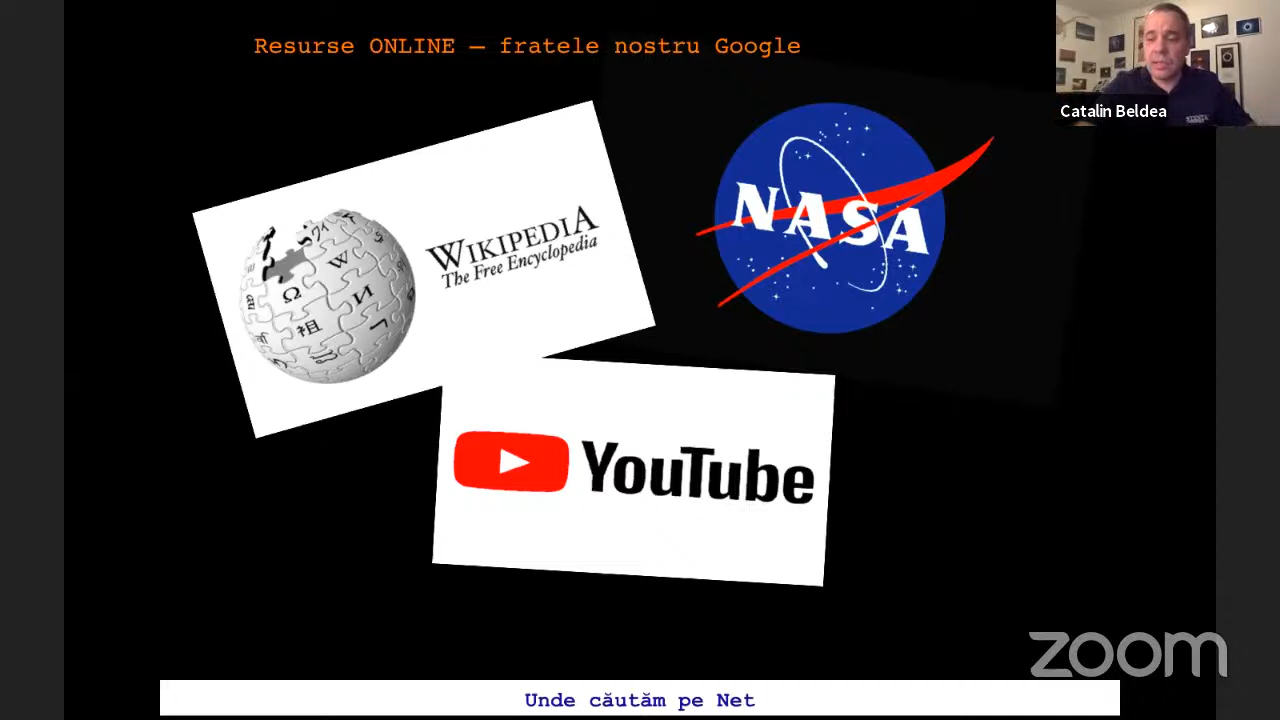 Resurse ONLINE – fratele nostru Google
Catalin Beldea
WIKIPEDIA
The Free Encyclopedia
NASA
YouTube
zoom
Unde căutăm pe Net